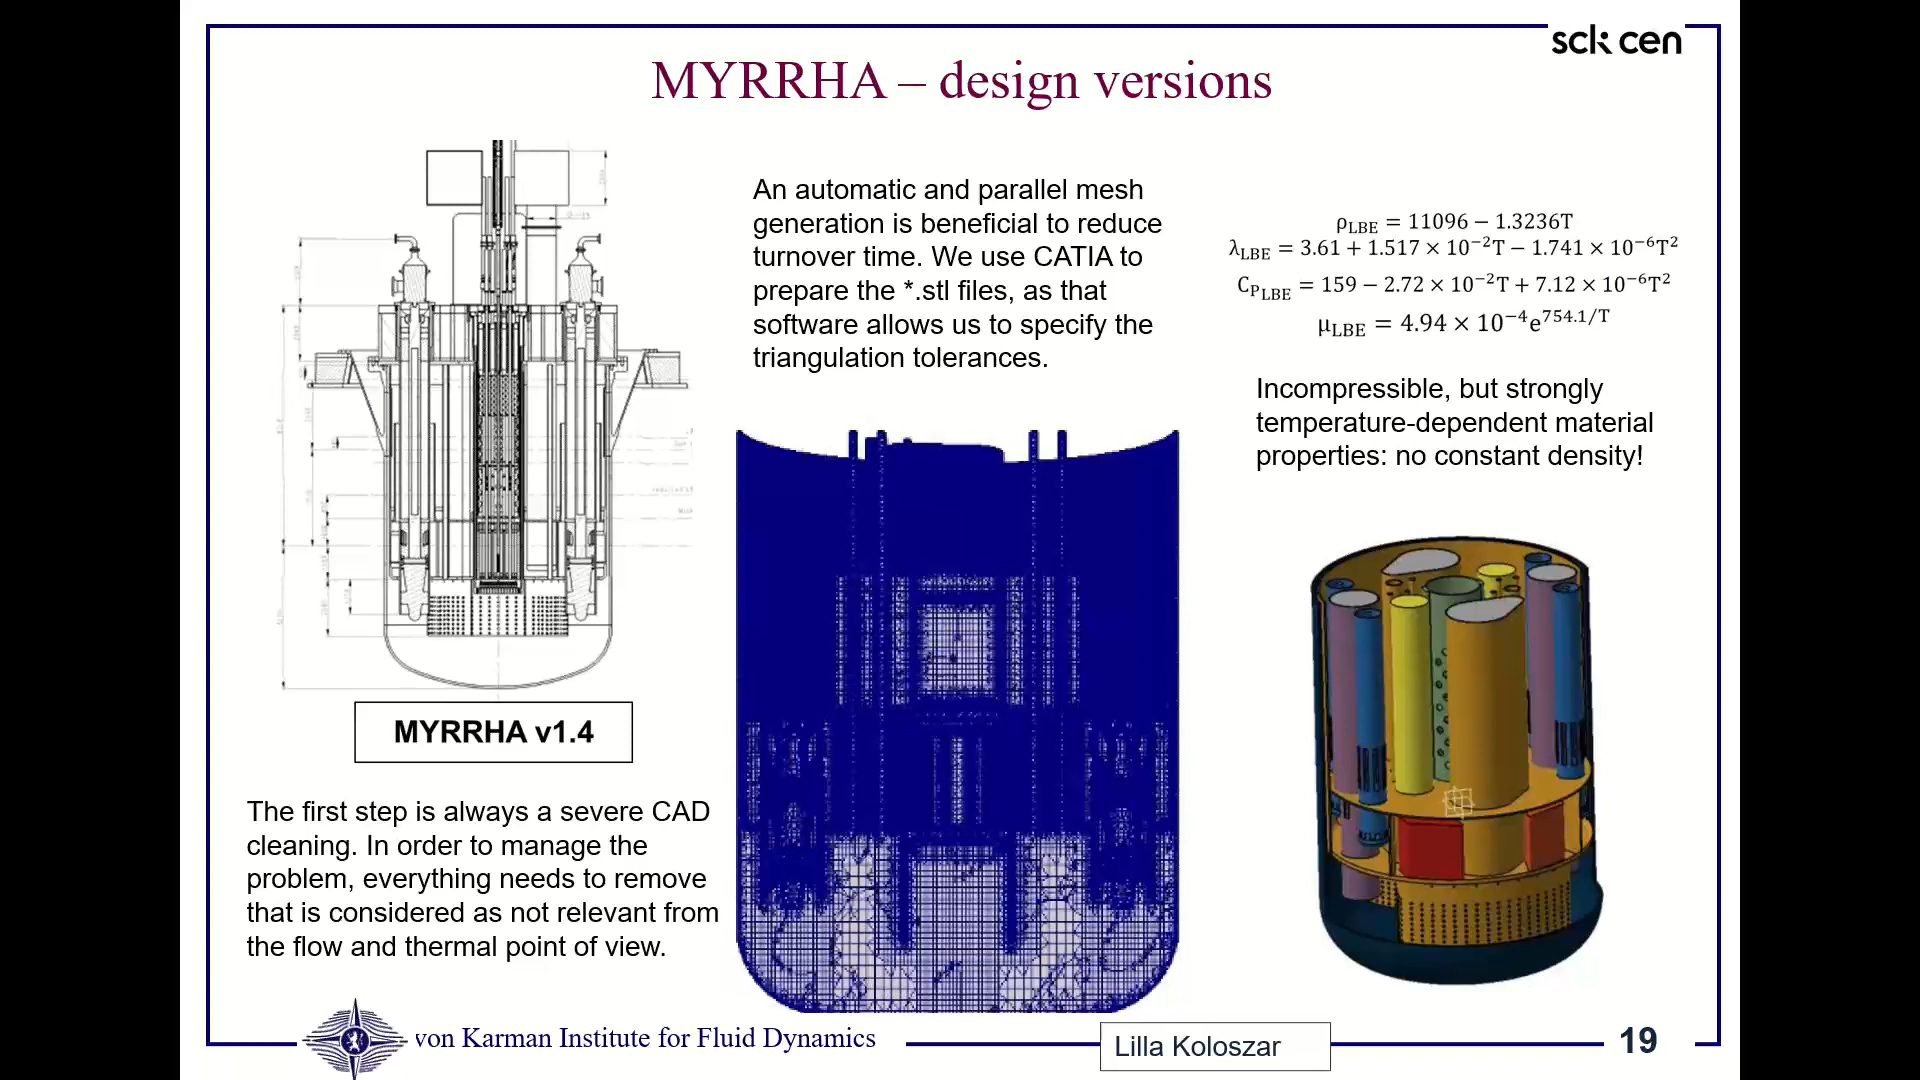 sck cen
MYRRHA – design versions
An automatic and parallel mesh
generation is beneficial to reduce
turnover time. We use CATIA to
prepare the *.stl files, as that
software allows us to specify the
triangulation tolerances.
ρLBE = 11096 − 1.3236T
λLBE = 3.61 + 1.517 × 10⁻²T − 1.741 × 10⁻⁶T²
CPLBE = 159 − 2.72 × 10⁻²T + 7.12 × 10⁻⁶T²
μLBE = 4.94 × 10⁻⁴e^754.1/T
Incompressible, but strongly
temperature-dependent material
properties: no constant density!
MYRRHA v1.4
The first step is always a severe CAD
cleaning. In order to manage the
problem, everything needs to remove
that is considered as not relevant from
the flow and thermal point of view.
von Karman Institute for Fluid Dynamics
Lilla Koloszar
19